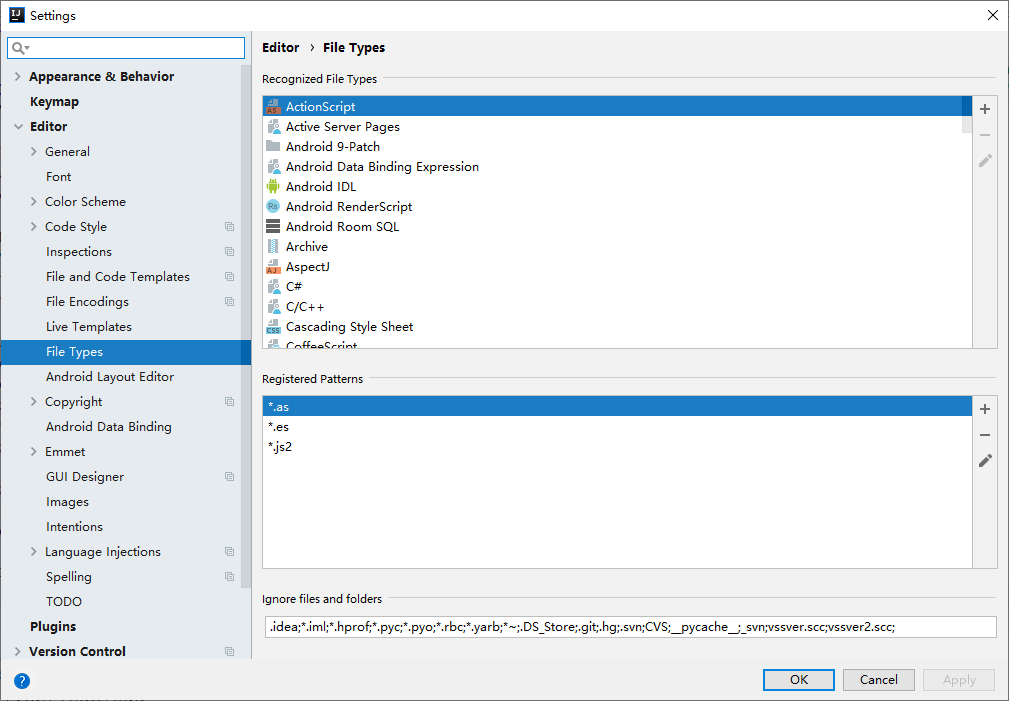 Settings
Appearance & Behavior
Keymap
Editor
General
Font
Color Scheme
Code Style
Inspections
File and Code Templates
File Encodings
Live Templates
File Types
Android Layout Editor
Copyright
Android Data Binding
Emmet
GUI Designer
Images
Intentions
Language Injections
Spelling
TODO
Plugins
Version Control
Editor › File Types
Recognized File Types
ActionScript
Active Server Pages
Android 9-Patch
Android Data Binding Expression
Android IDL
Android RenderScript
Android Room SQL
Archive
AspectJ
C#
C/C++
Cascading Style Sheet
CoffeeScript
Registered Patterns
*.as
*.es
*.js2
Ignore files and folders
.idea;*.iml;*.hprof;*.pyc;*.pyo;*.rbc;*.yarb;*~;.DS_Store;.git;.hg;.svn;CVS;__pycache__;_svn;vssver.scc;vssver2.scc;
?
OK Cancel Apply